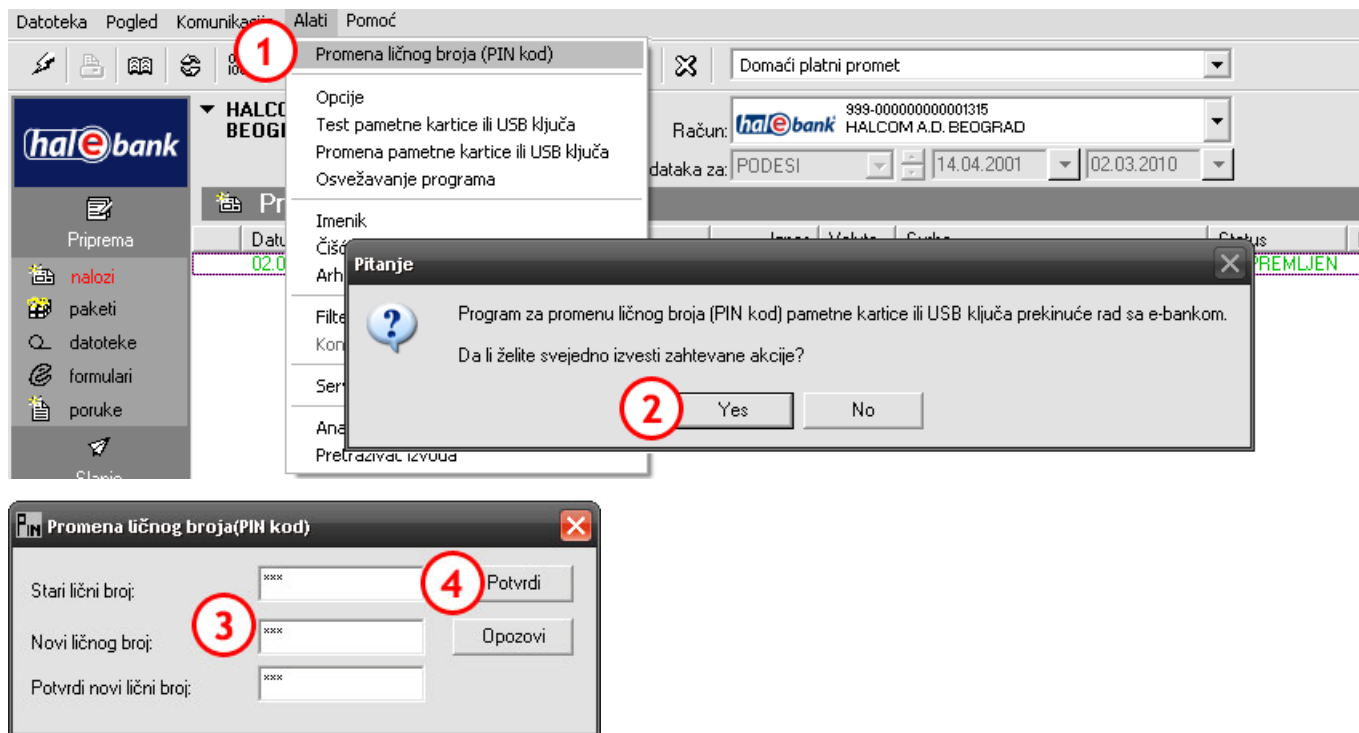 Datoteka Pogled Alati Pomoć
1
Promena ličnog broja (PIN kod)
Domaći platni promet
Opcije
Test pametne kartice ili USB ključa
Promena pametne kartice ili USB ključa
Osvežavanje programa
Imenik
hal e bank
Račun: hal e bank 999-000000000001315
HALCOM A.D. BEOGRAD
za: PODESI 14.04.2001 02.03.2010
Priprema
nalozi
paketi
datoteke
formulari
poruke
Pitanje
Program za promenu ličnog broja (PIN kod) pametne kartice ili USB ključa prekinuće rad sa e-bankom.
Da li želite svejedno izvesti zahtevane akcije?
2
Yes No
Promena ličnog broja(PIN kod)
Stari lični broj: *** 4 Potvrdi
3
Novi ličnog broj: *** Opozovi
Potvrdi novi lični broj: ***